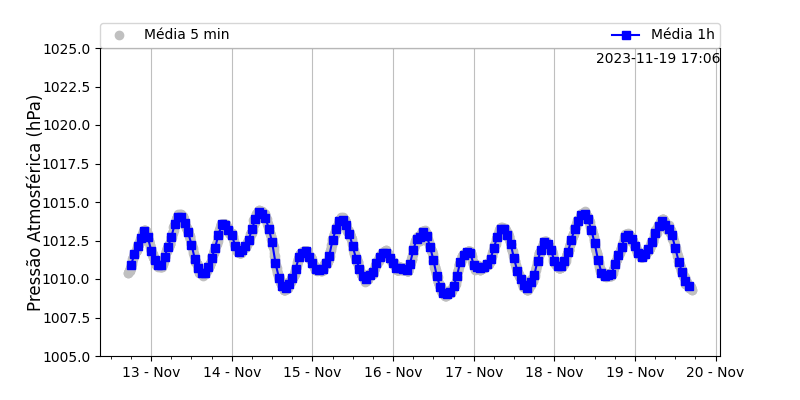 Média 5 min
Média 1h
2023-11-19 17:06
Pressão Atmosférica (hPa)
1025.0
1022.5
1020.0
1017.5
1015.0
1012.5
1010.0
1007.5
1005.0
13 - Nov
14 - Nov
15 - Nov
16 - Nov
17 - Nov
18 - Nov
19 - Nov
20 - Nov